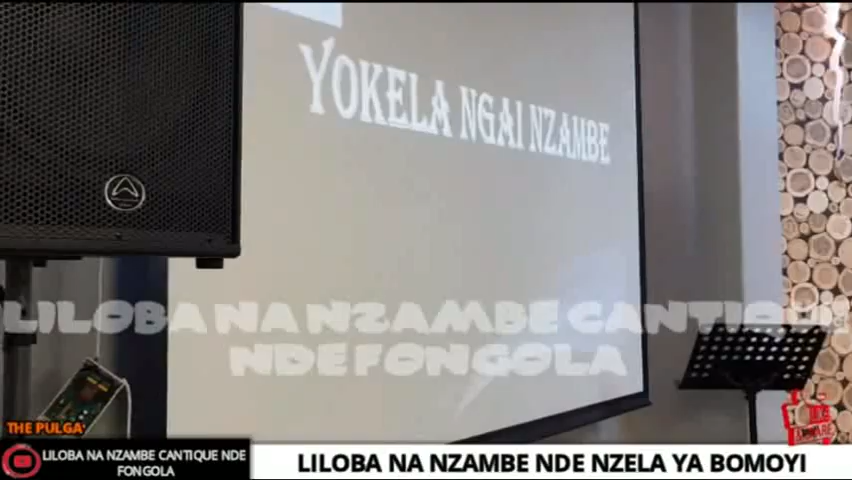 YOKELA NGAI NZAMBE
LILOBA NA NZAMBE CANTIQUE
NDE FONGOLA
THE PULGA
LILOBA NA NZAMBE CANTIQUE NDE
FONGOLA
LILOBA NA NZAMBE NDE NZELA YA BOMOYI